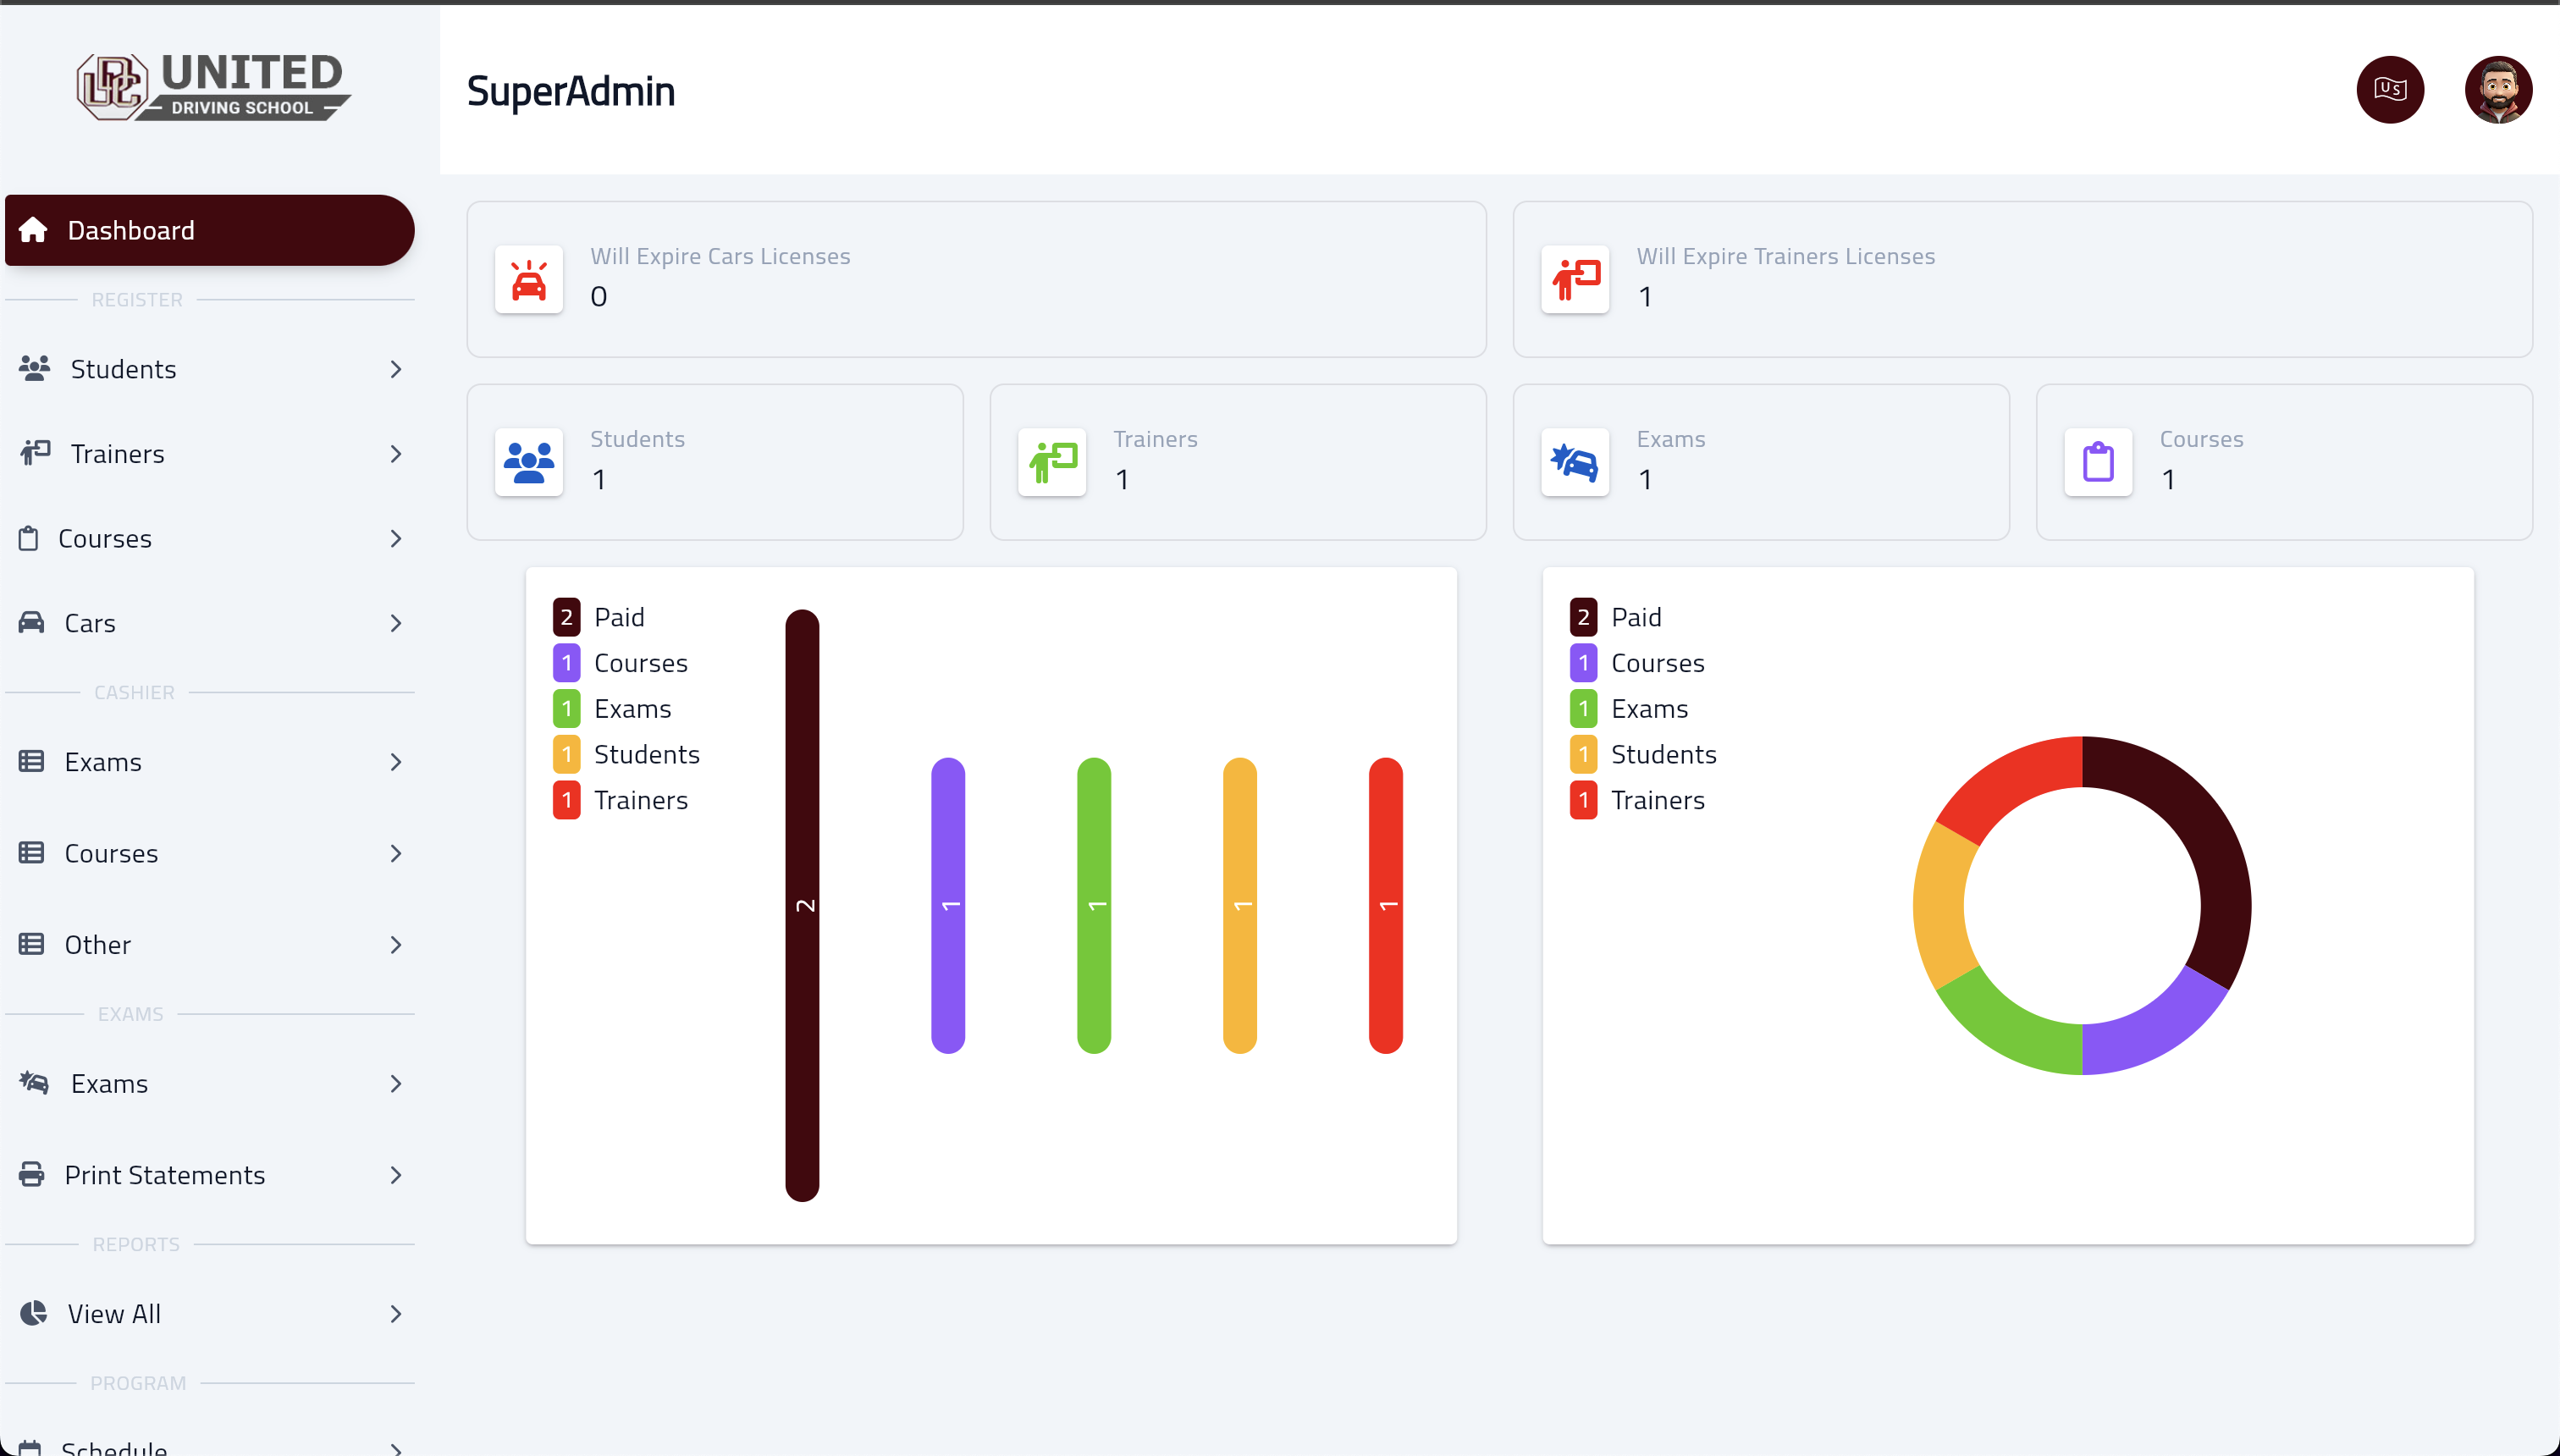 UNITED
DRIVING SCHOOL
SuperAdmin
US
Dashboard
REGISTER
Students
Trainers
Courses
Cars
CASHIER
Exams
Courses
Other
EXAMS
Exams
Print Statements
REPORTS
View All
PROGRAM
Schedule
Will Expire Cars Licenses
0
Will Expire Trainers Licenses
1
Students
1
Trainers
1
Exams
1
Courses
1
2 Paid
1 Courses
1 Exams
1 Students
1 Trainers
2
1
1
1
1
2 Paid
1 Courses
1 Exams
1 Students
1 Trainers